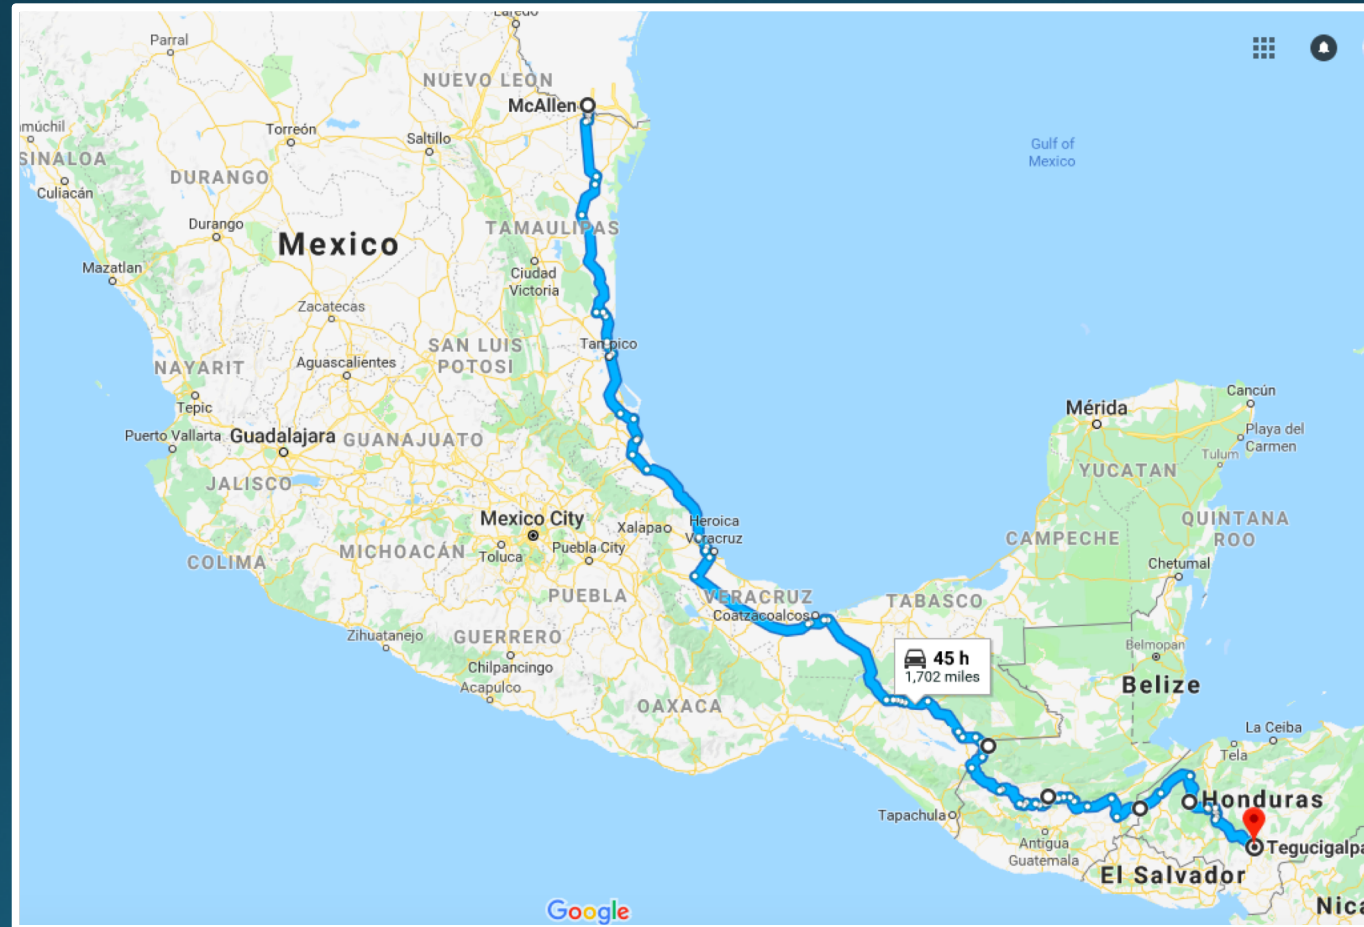 Laredo
Parral
NUEVO LEON
McAllen
Gulf of
Mexico
Torreón
Saltillo
SINALOA
Culiacán
DURANGO
Durango
TAMAULIPAS
Mexico
Mazatlan
Ciudad
Victoria
Zacatecas
SAN LUIS
POTOSI
Tampico
NAYARIT
Aguascalientes
Tepic
Cancún
Mérida
Puerto Vallarta
Guadalajara
GUANAJUATO
Playa del
Carmen
Tulum
YUCATAN
JALISCO
Mexico City
Xalapa
Heroica
Veracruz
QUINTANA
ROO
CAMPECHE
MICHOACÁN
Toluca
Puebla City
COLIMA
Chetumal
PUEBLA
VERACRUZ
Coatzacoalcos
TABASCO
Zihuatanejo
GUERRERO
Chilpancingo
Acapulco
45 h
1,702 miles
Belmopan
Belize
OAXACA
La Ceiba
Tela
Tapachula
Honduras
Antigua
Guatemala
Tegucigalpa
El Salvador
Nica
Google